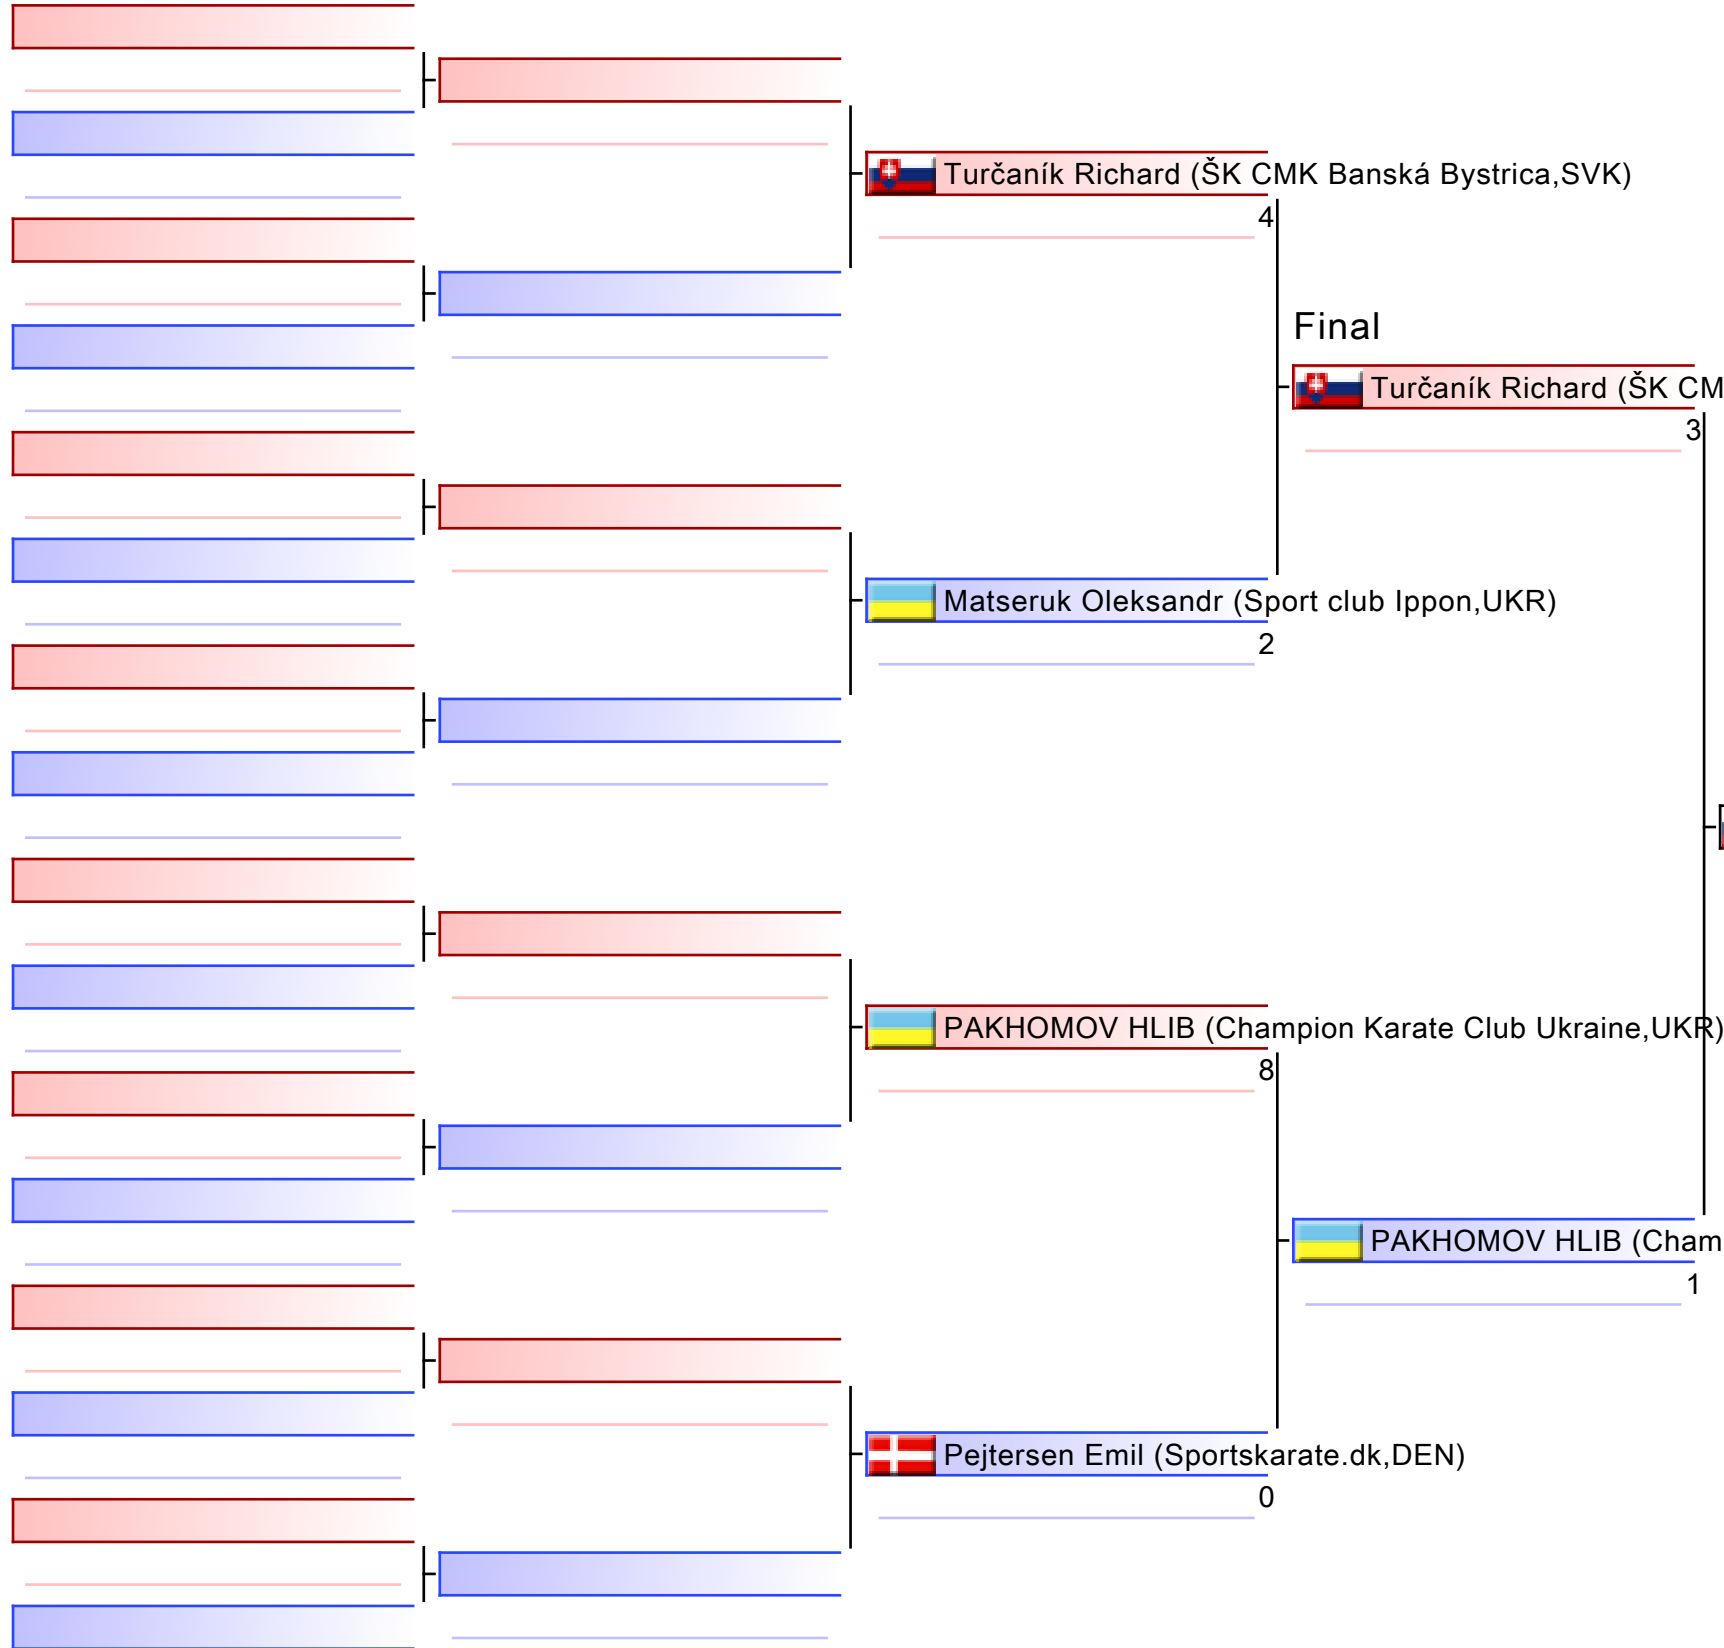 Turčaník Richard (ŠK CMK Banská Bystrica,SVK)
4
Final
Turčaník Richard (ŠK CM
3
Matseruk Oleksandr (Sport club Ippon,UKR)
2
PAKHOMOV HLIB (Champion Karate Club Ukraine,UKR)
8
PAKHOMOV HLIB (Cham
1
Pejtersen Emil (Sportskarate.dk,DEN)
0